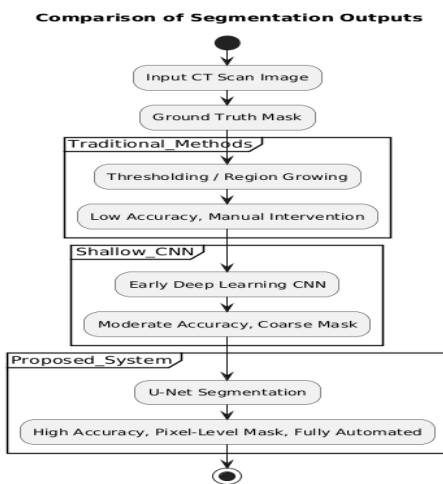 Comparison of Segmentation Outputs
Input CT Scan Image
Ground Truth Mask
Traditional_Methods
Thresholding / Region Growing
Low Accuracy, Manual Intervention
Shallow_CNN
Early Deep Learning CNN
Moderate Accuracy, Coarse Mask
Proposed_System
U-Net Segmentation
High Accuracy, Pixel-Level Mask, Fully Automated